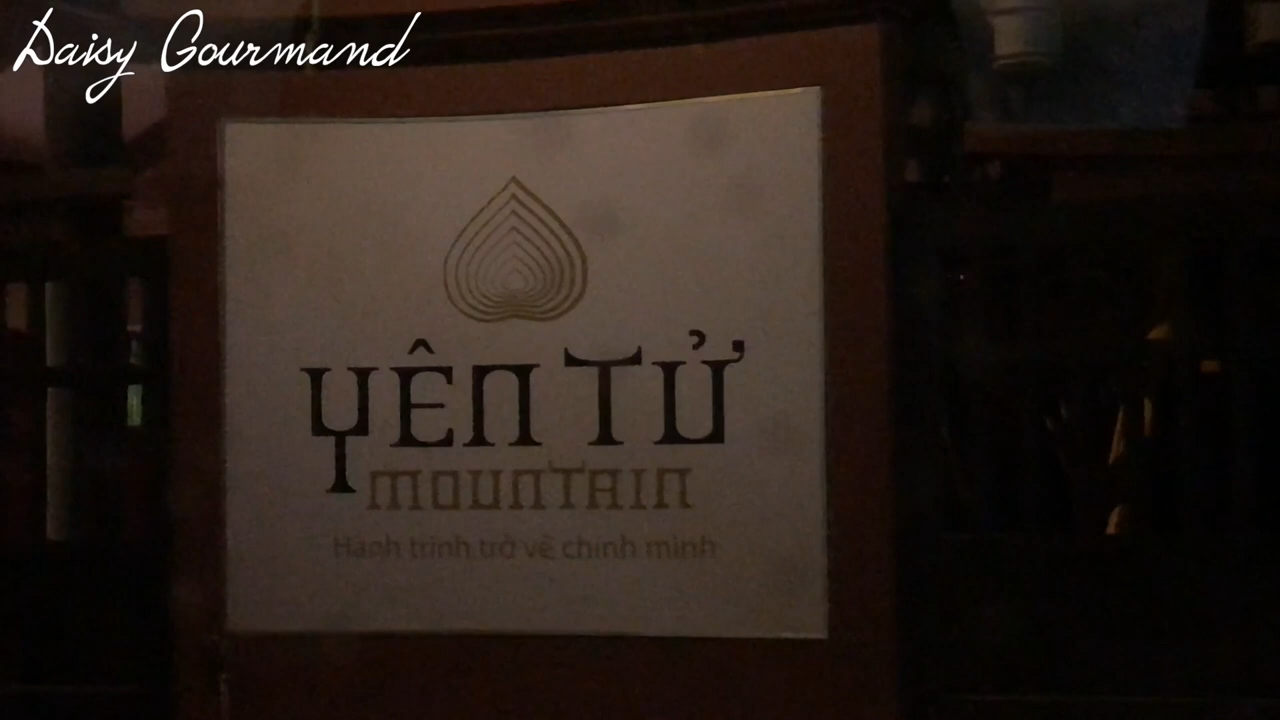 Daisy Gourmand
YÊN TỬ
MOUNTAIN
Hành trình trở về chính mình